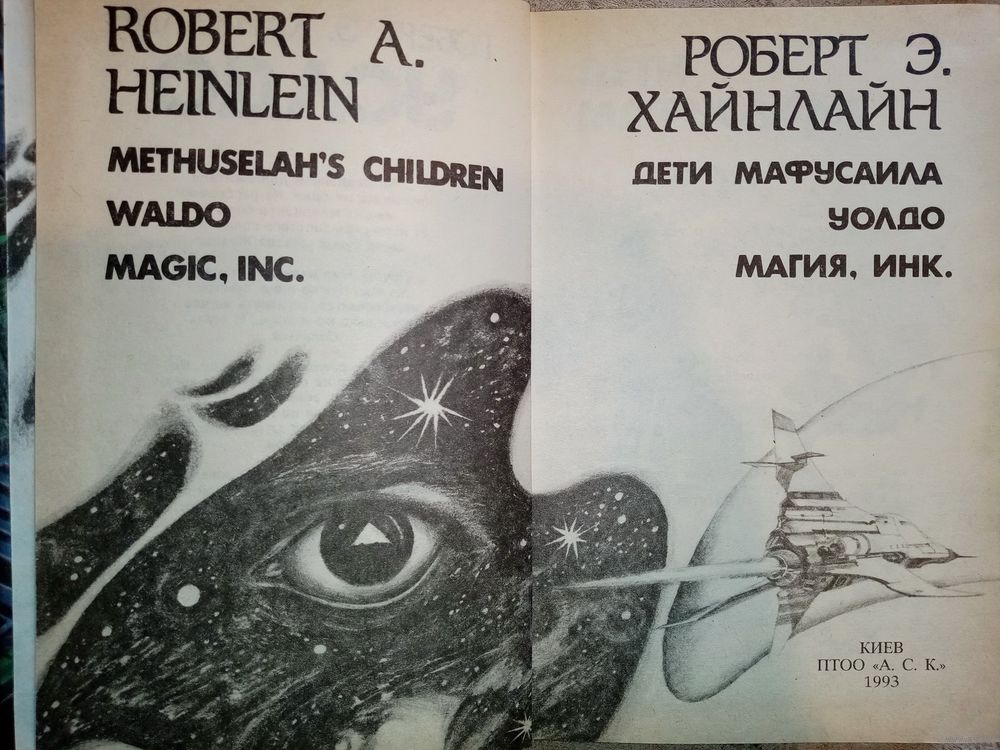 ROBERT A.
HEINLEIN
METHUSELAH'S CHILDREN
WALDO
MAGIC, INC.
РОБЕРТ Э.
ХАЙНЛАЙН
ДЕТИ МАФУСАИЛА
УОЛДО
МАГИЯ, ИНК.
КИЕВ
ПТОО «А. С. К.»
1993